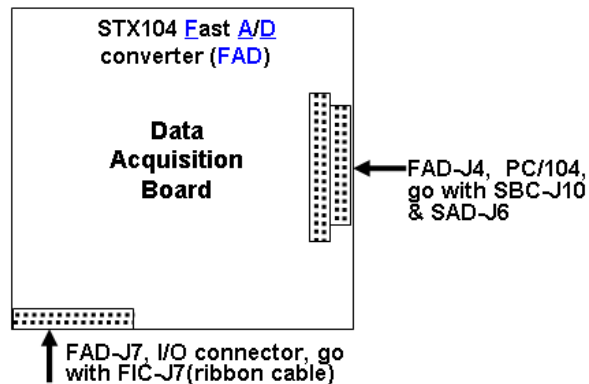 STX104 Fast A/D
converter (FAD)
Data
Acquisition
Board
FAD-J4, PC/104,
go with SBC-J10
& SAD-J6
FAD-J7, I/O connector, go
with FIC-J7(ribbon cable)